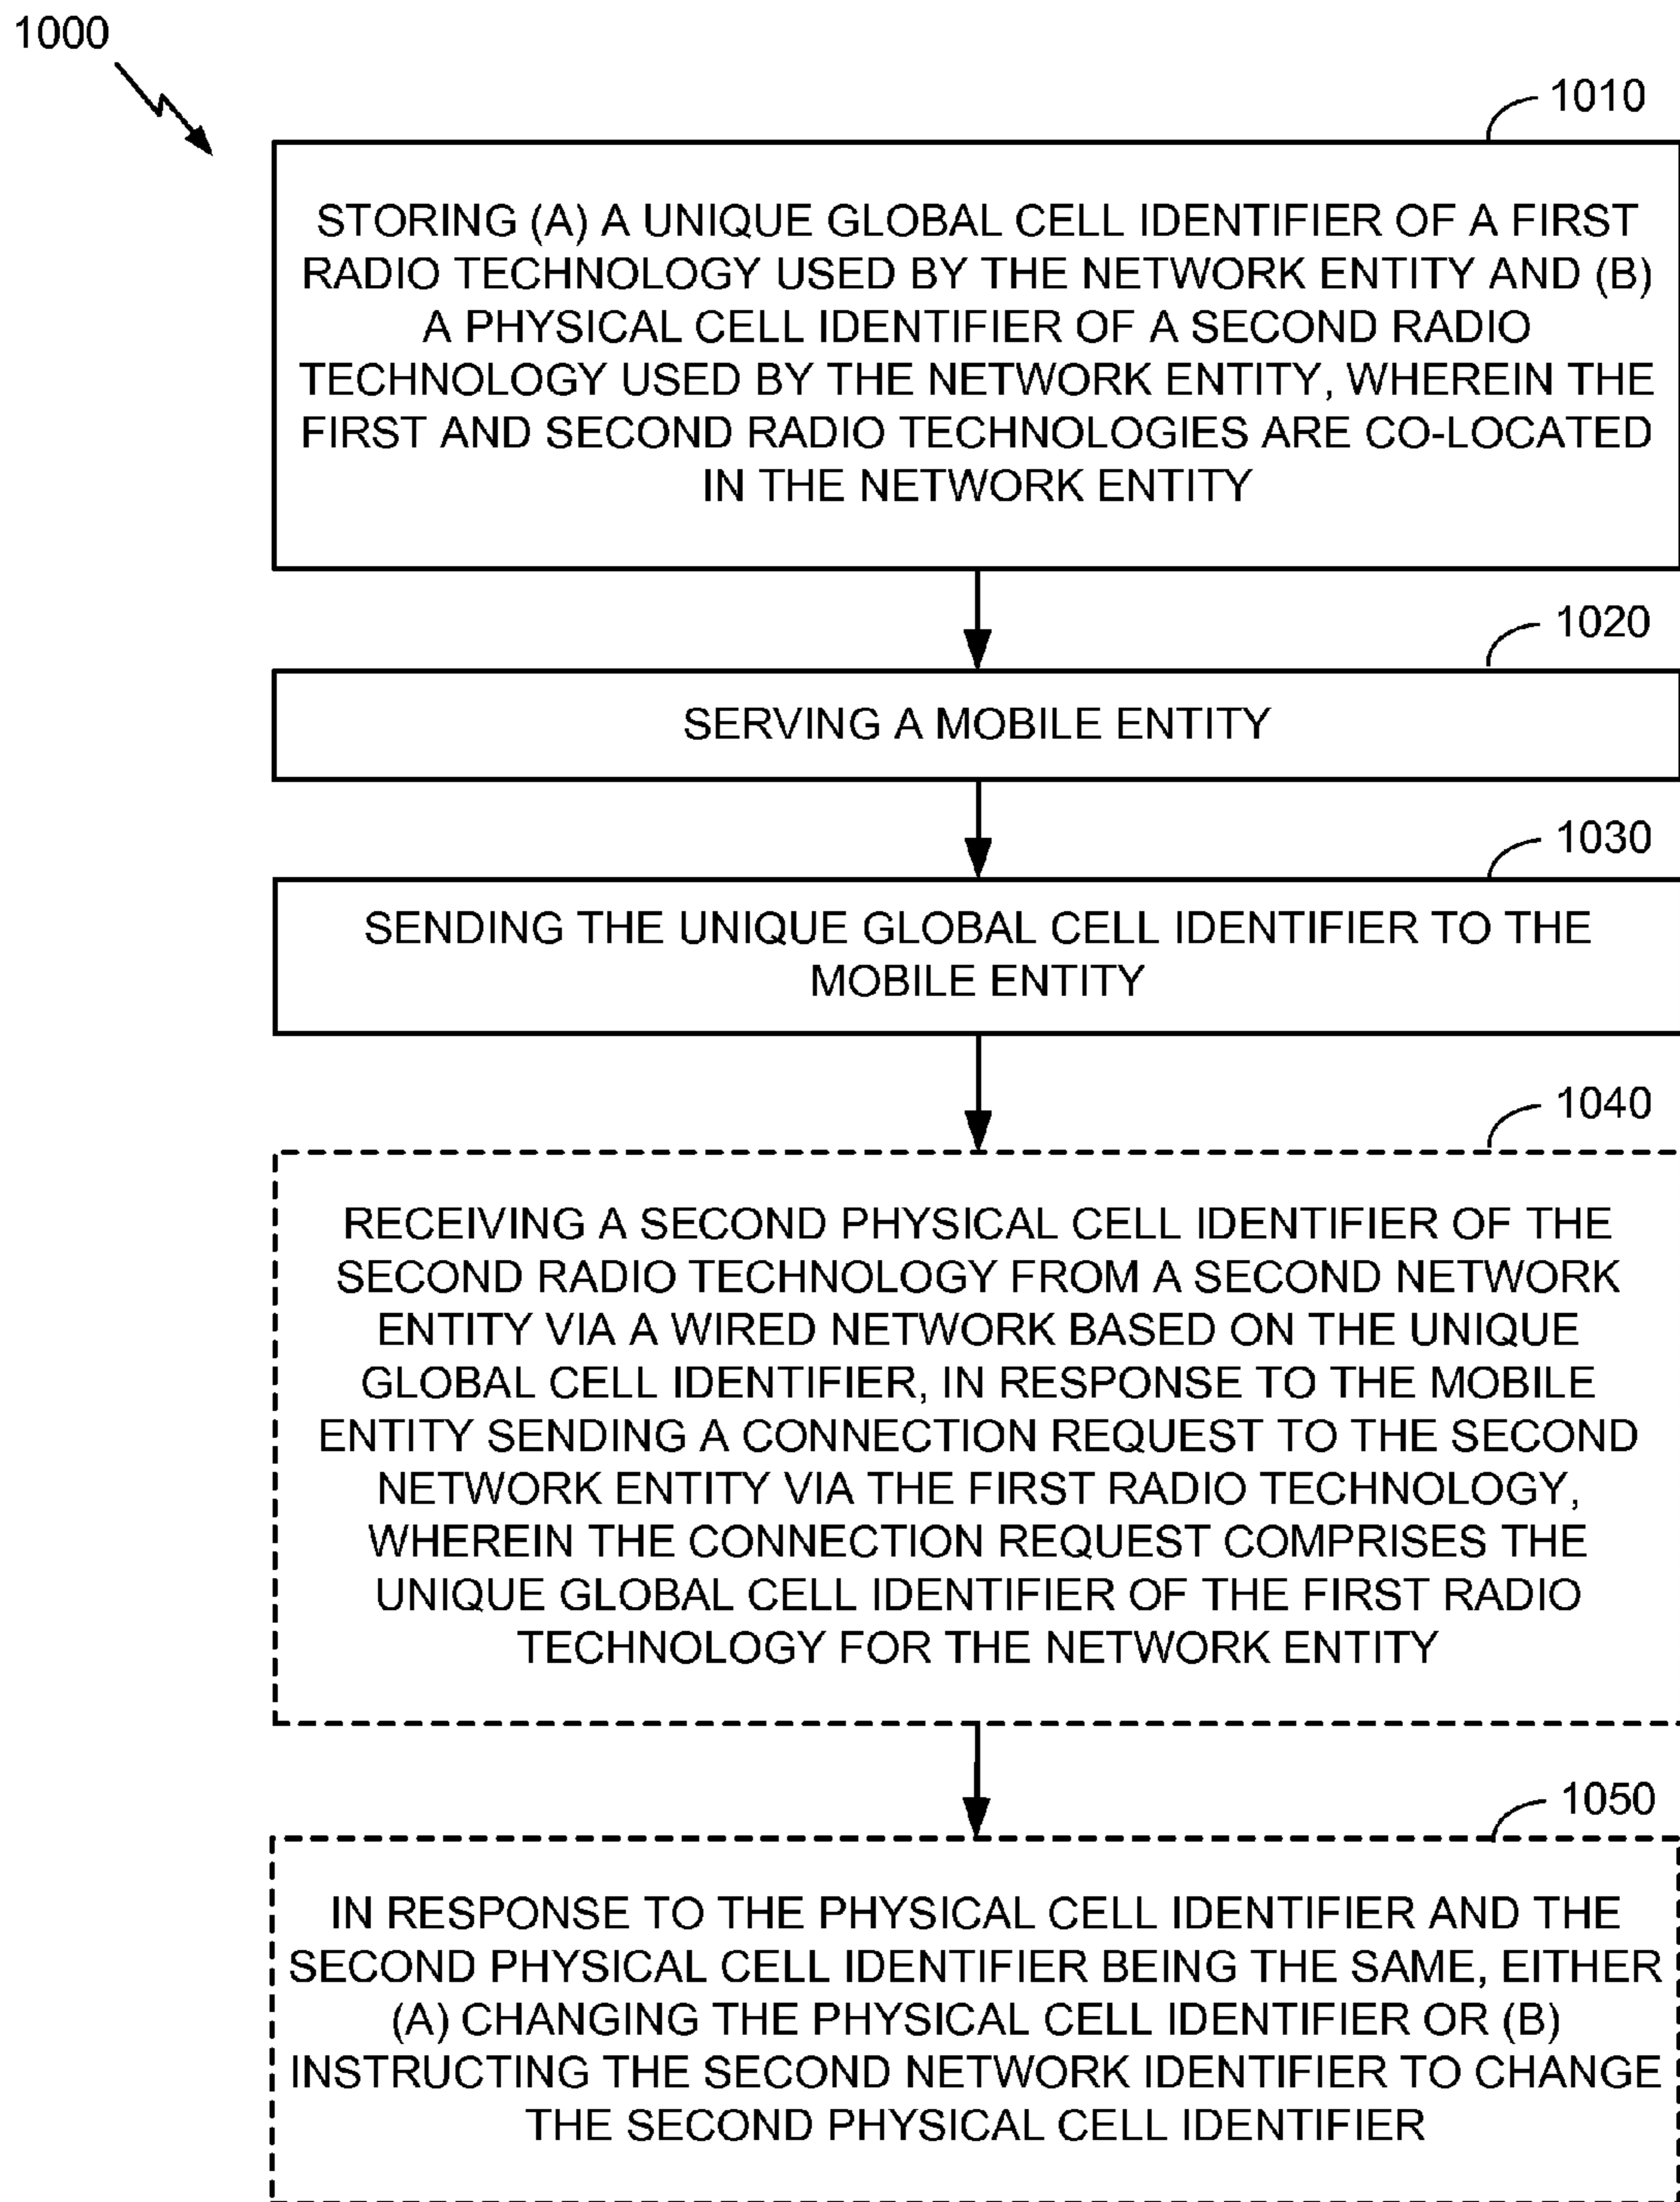 1000
1010
STORING (A) A UNIQUE GLOBAL CELL IDENTIFIER OF A FIRST
RADIO TECHNOLOGY USED BY THE NETWORK ENTITY AND (B)
A PHYSICAL CELL IDENTIFIER OF A SECOND RADIO
TECHNOLOGY USED BY THE NETWORK ENTITY, WHEREIN THE
FIRST AND SECOND RADIO TECHNOLOGIES ARE CO-LOCATED
IN THE NETWORK ENTITY
1020
SERVING A MOBILE ENTITY
1030
SENDING THE UNIQUE GLOBAL CELL IDENTIFIER TO THE
MOBILE ENTITY
1040
RECEIVING A SECOND PHYSICAL CELL IDENTIFIER OF THE
SECOND RADIO TECHNOLOGY FROM A SECOND NETWORK
ENTITY VIA A WIRED NETWORK BASED ON THE UNIQUE
GLOBAL CELL IDENTIFIER, IN RESPONSE TO THE MOBILE
ENTITY SENDING A CONNECTION REQUEST TO THE SECOND
NETWORK ENTITY VIA THE FIRST RADIO TECHNOLOGY,
WHEREIN THE CONNECTION REQUEST COMPRISES THE
UNIQUE GLOBAL CELL IDENTIFIER OF THE FIRST RADIO
TECHNOLOGY FOR THE NETWORK ENTITY
1050
IN RESPONSE TO THE PHYSICAL CELL IDENTIFIER AND THE
SECOND PHYSICAL CELL IDENTIFIER BEING THE SAME, EITHER
(A) CHANGING THE PHYSICAL CELL IDENTIFIER OR (B)
INSTRUCTING THE SECOND NETWORK IDENTIFIER TO CHANGE
THE SECOND PHYSICAL CELL IDENTIFIER